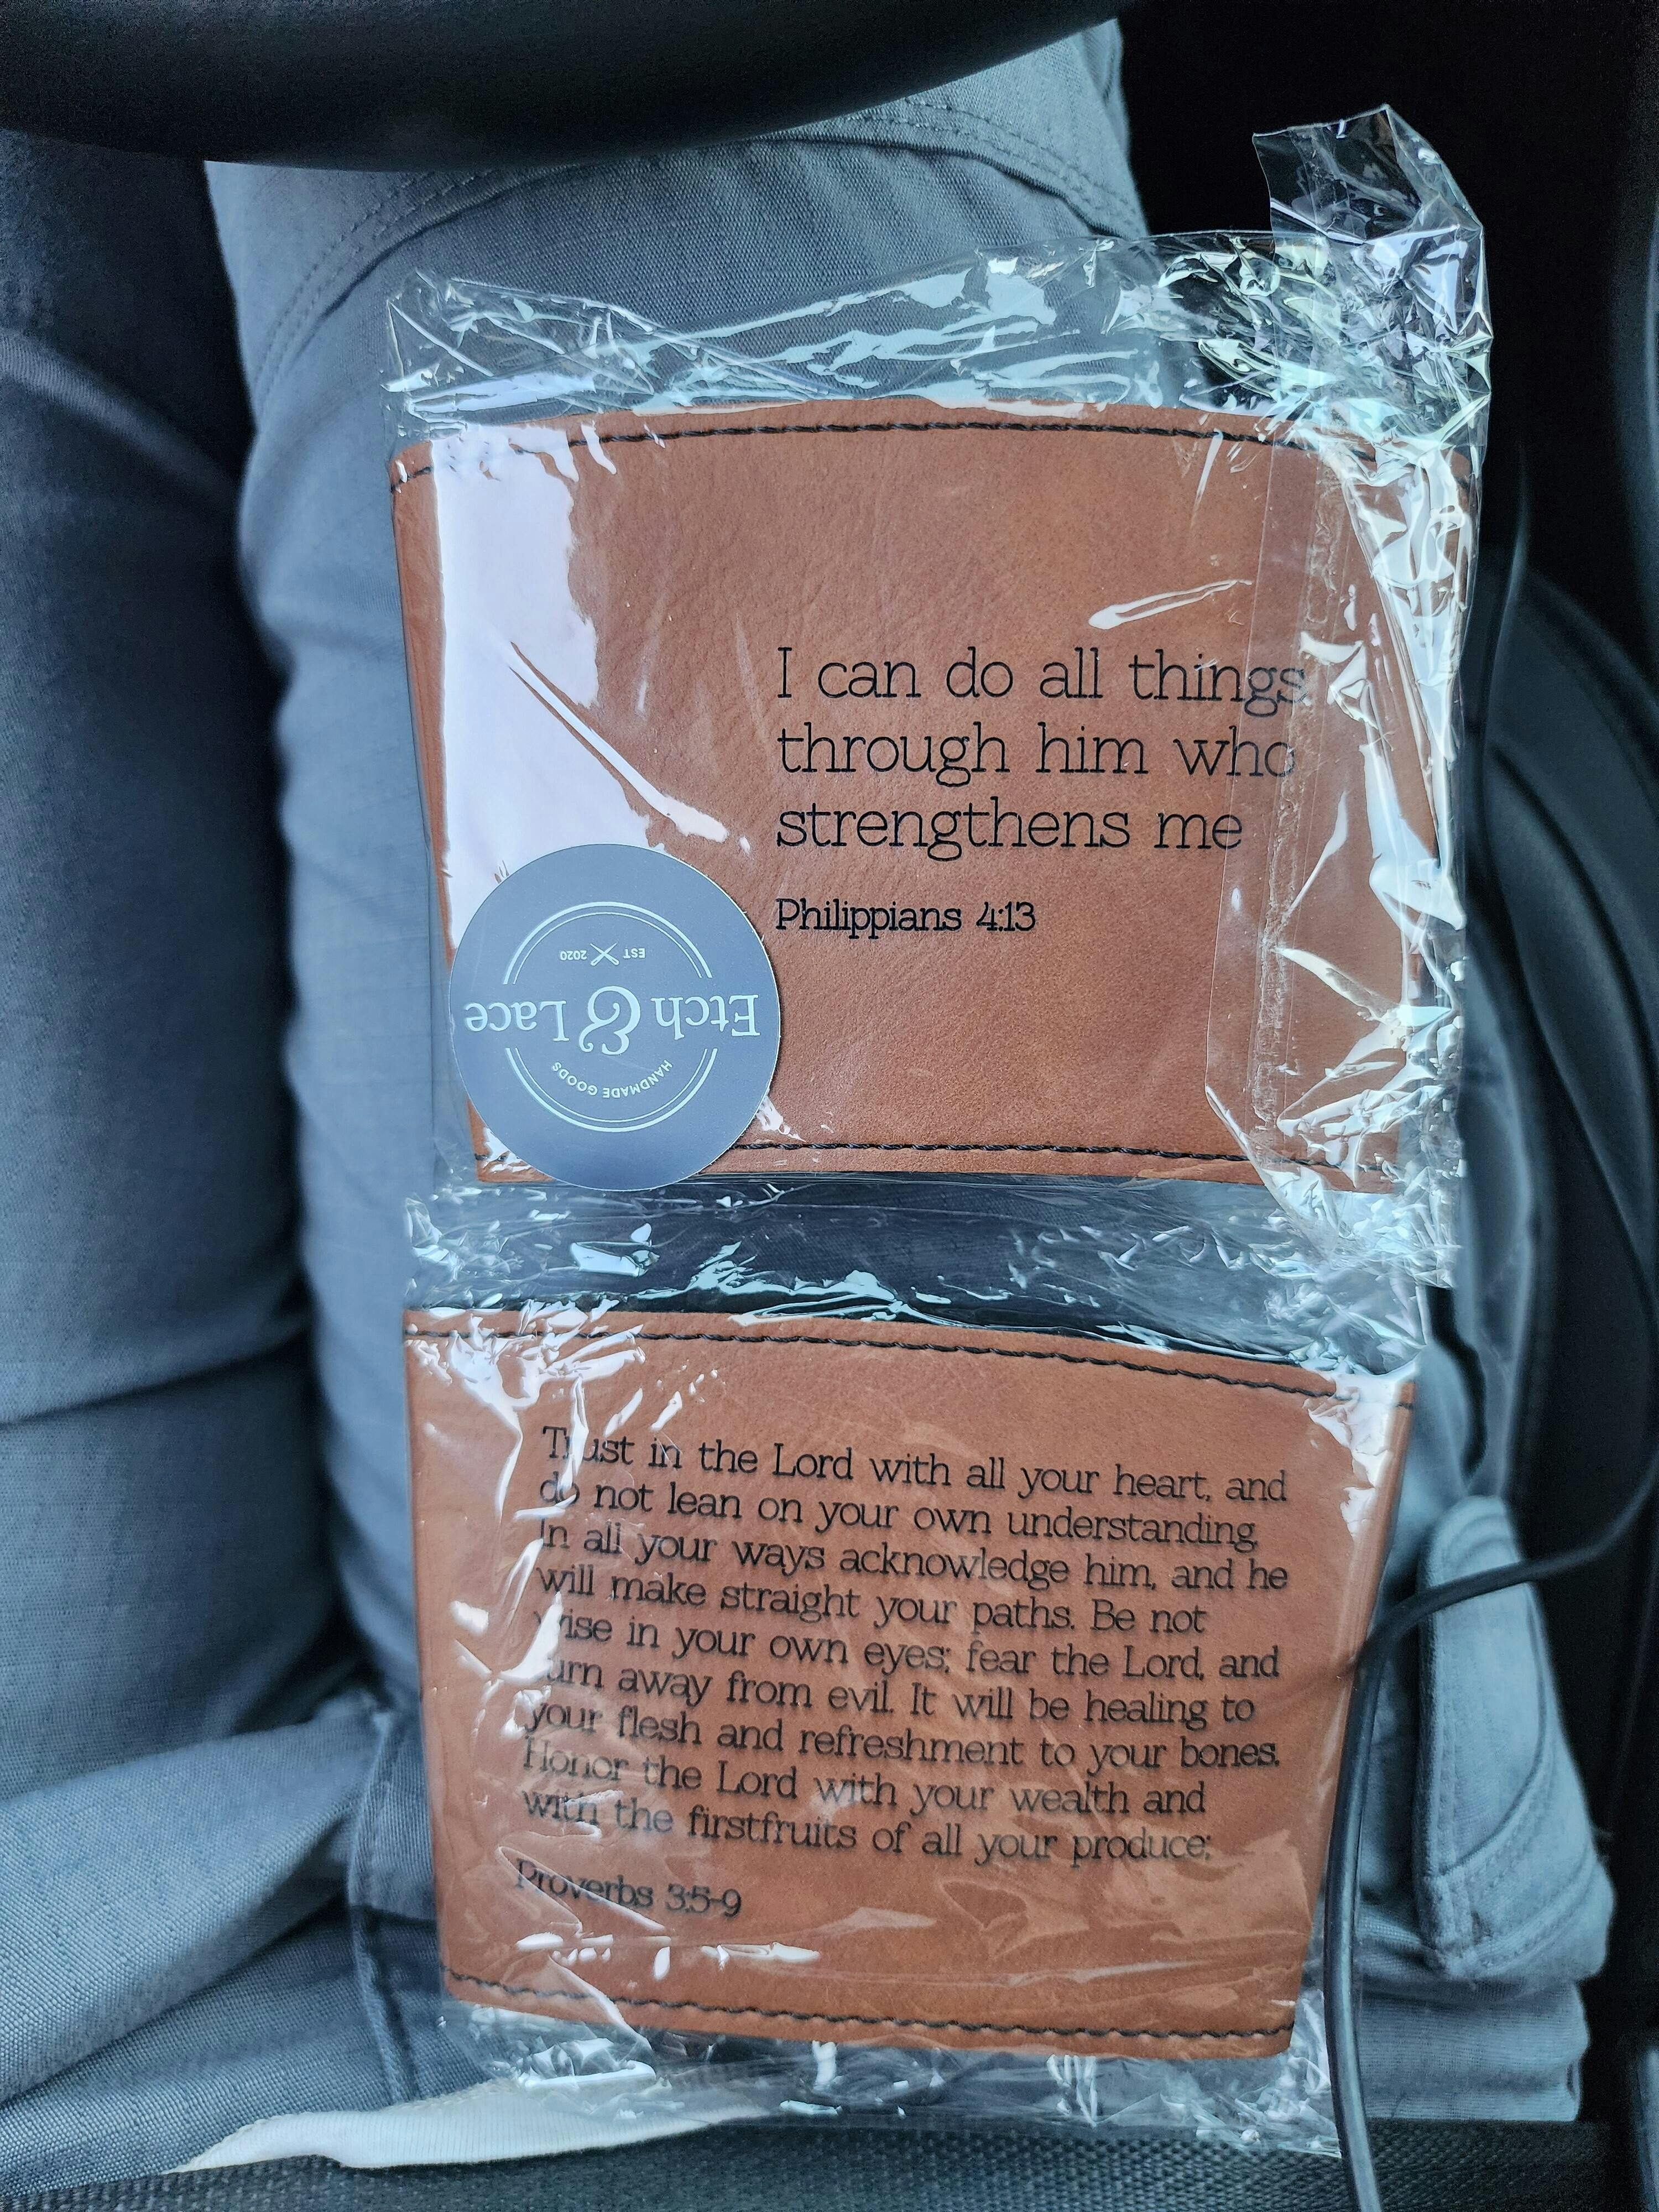 I can do all things
through him who
strengthens me
Philippians 4:13
HANDMADE GOODS
Etch & Lace
EST 2020
Trust in the Lord with all your heart, and
do not lean on your own understanding.
In all your ways acknowledge him, and he
will make straight your paths. Be not
wise in your own eyes; fear the Lord, and
turn away from evil. It will be healing to
your flesh and refreshment to your bones.
Honor the Lord with your wealth and
with the firstfruits of all your produce;
Proverbs 3:5-9